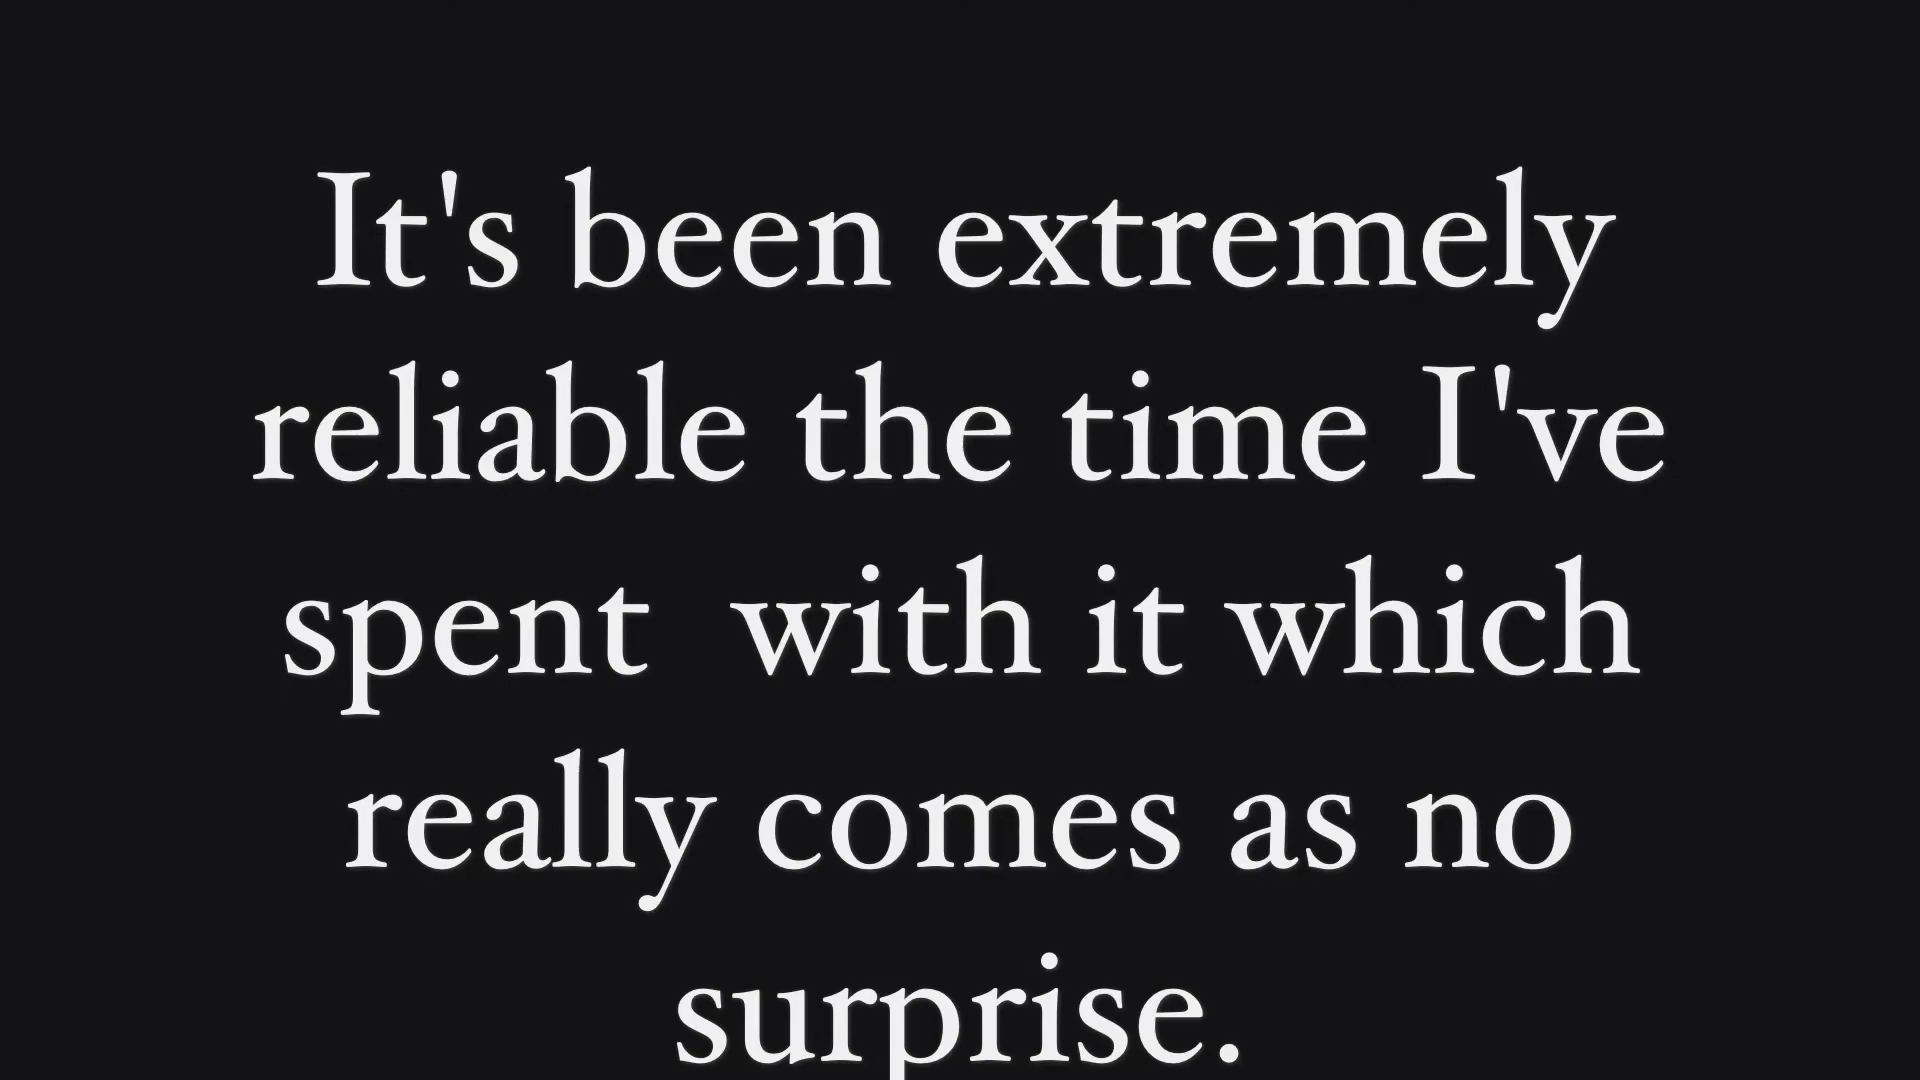 It's been extremely
reliable the time I've
spent  with it which
really comes as no
surprise.